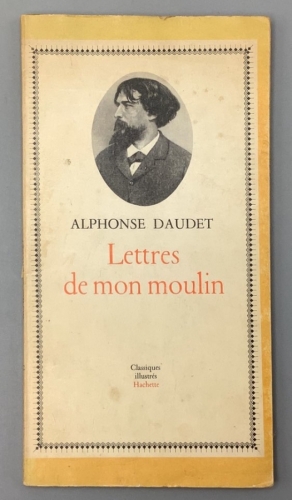 ALPHONSE DAUDET
Lettres
de mon moulin
Classiques
illustrés
Hachette